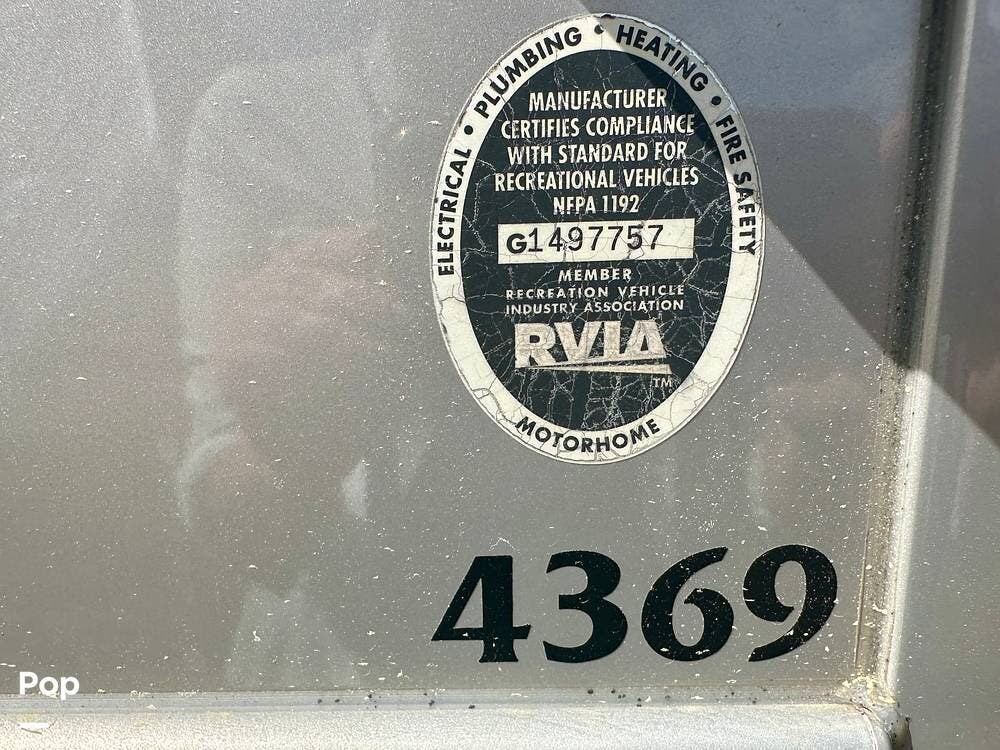 ELECTRICAL • PLUMBING • HEATING • FIRE SAFETY
MANUFACTURER
CERTIFIES COMPLIANCE
WITH STANDARD FOR
RECREATIONAL VEHICLES
NFPA 1192
G1497757
MEMBER
RECREATION VEHICLE
INDUSTRY ASSOCIATION
RVIA
TM
MOTORHOME
4369
Pop